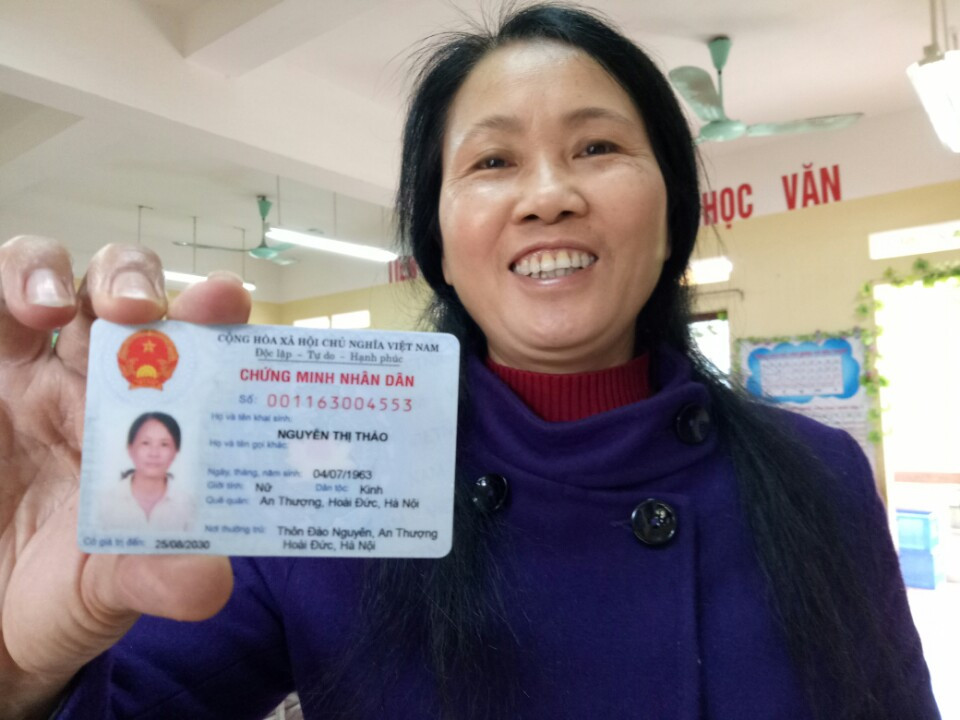 HỌC VĂN
TIÊN
CỘNG HÒA XÃ HỘI CHỦ NGHĨA VIỆT NAM
Độc lập - Tự do - Hạnh phúc
CHỨNG MINH NHÂN DÂN
Số: 001163004553
Họ và tên khai sinh:
NGUYỄN THỊ THẢO
Họ và tên gọi khác:
Ngày, tháng, năm sinh: 04/07/1963
Giới tính: Nữ Dân tộc: Kinh
Quê quán: An Thượng, Hoài Đức, Hà Nội
Nơi thường trú: Thôn Đào Nguyên, An Thượng
Hoài Đức, Hà Nội
Có giá trị đến: 25/08/2030